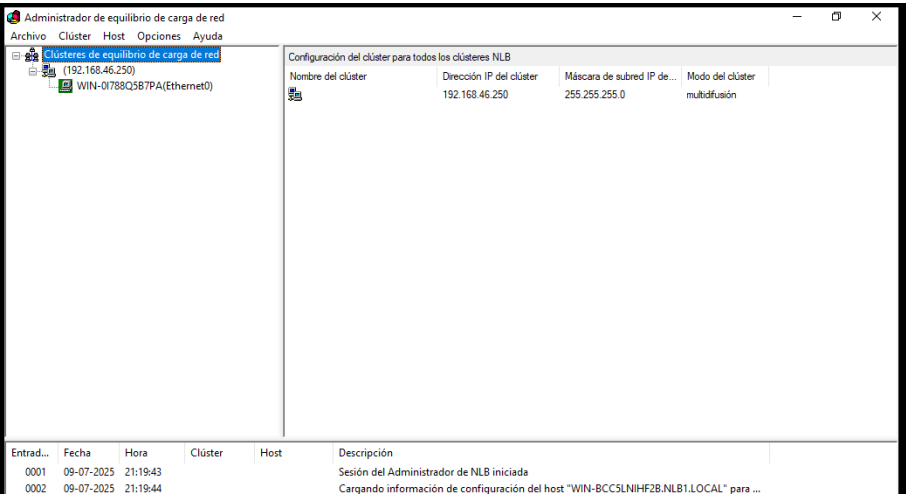 Administrador de equilibrio de carga de red
Archivo Clúster Host Opciones Ayuda
Clústeres de equilibrio de carga de red
(192.168.46.250)
WIN-0I788Q5B7PA(Ethernet0)
Configuración del clúster para todos los clústeres NLB
Nombre del clúster Dirección IP del clúster Máscara de subred IP de... Modo del clúster
192.168.46.250 255.255.255.0 multidifusión
Entrad... Fecha Hora Clúster Host Descripción
0001 09-07-2025 21:19:43 Sesión del Administrador de NLB iniciada
0002 09-07-2025 21:19:44 Cargando información de configuración del host "WIN-BCC5LNIHF2B.NLB1.LOCAL" para ...